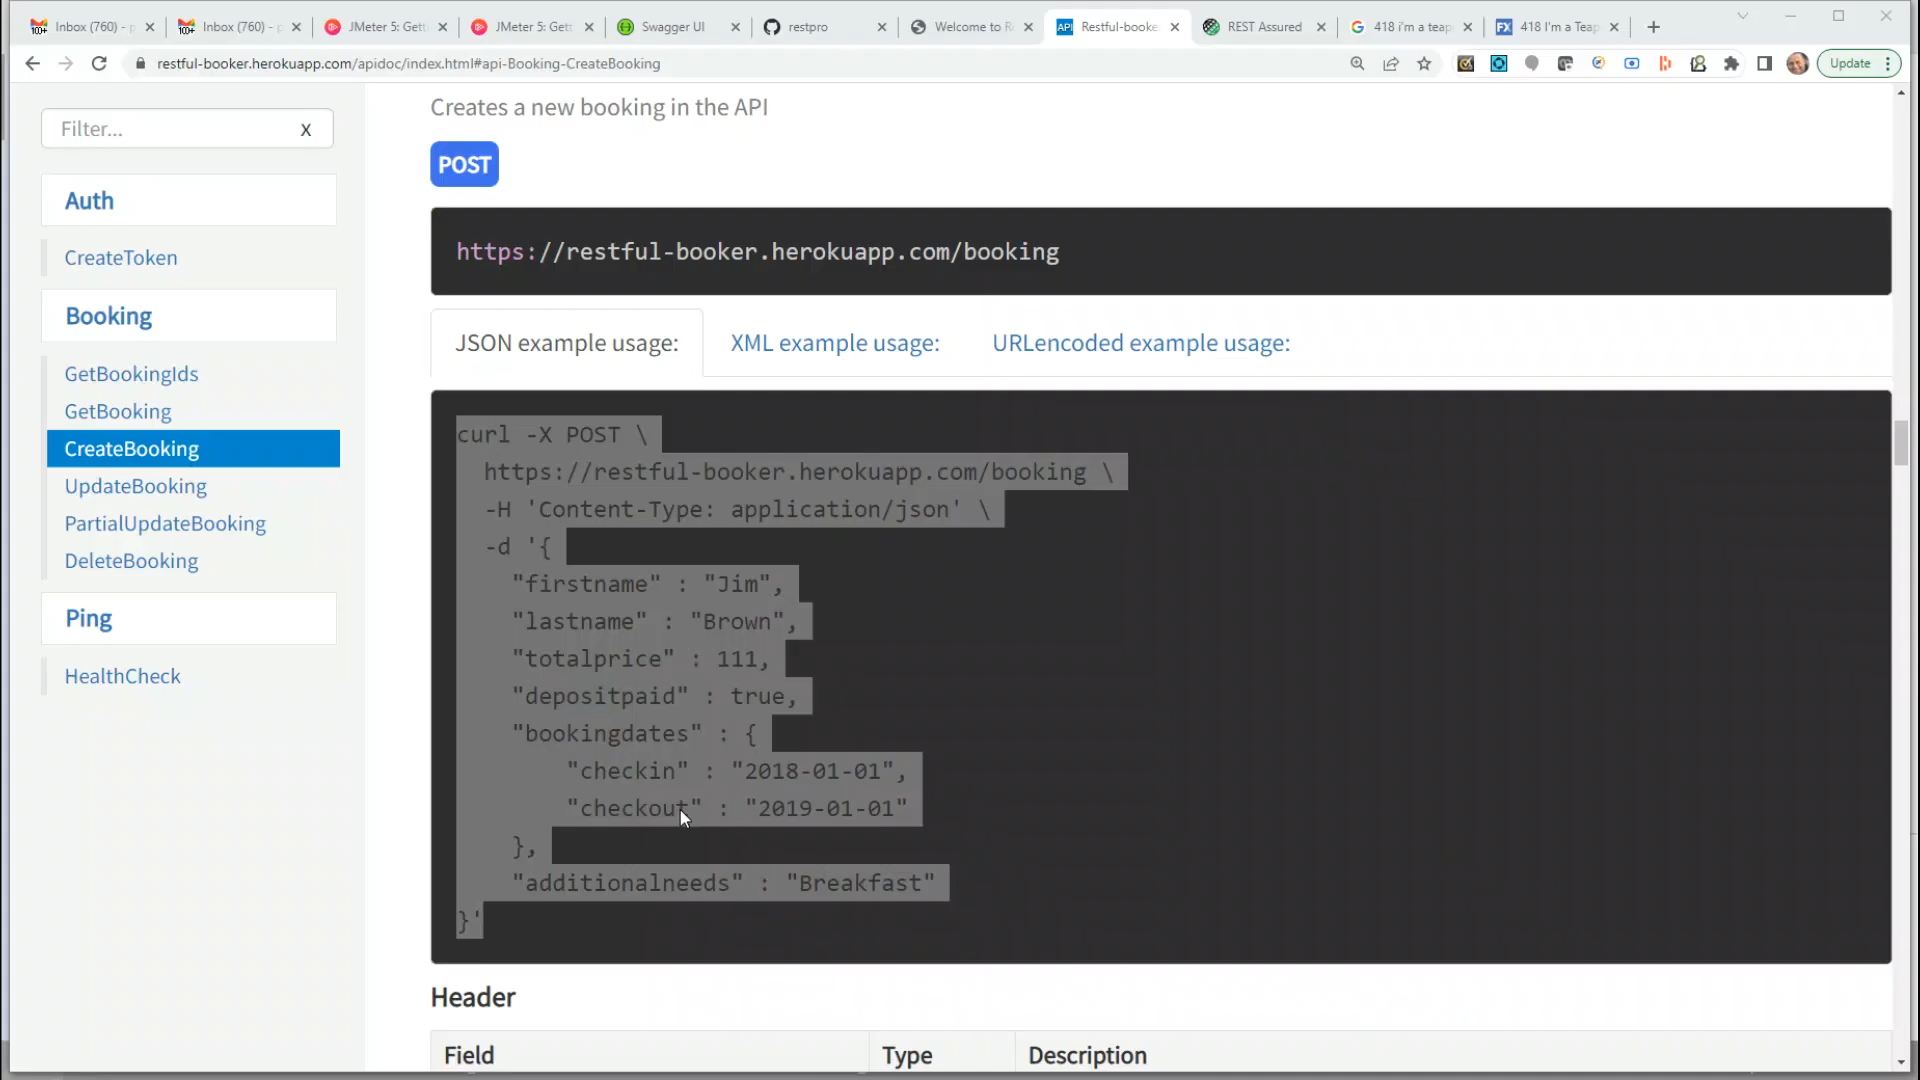 Inbox (760) - p
Inbox (760) - p
JMeter 5: Gett
JMeter 5: Gett
Swagger UI
restpro
Welcome to R
Restful-booke
REST Assured
418 i'm a teap
418 I'm a Teap
restful-booker.herokuapp.com/apidoc/index.html#api-Booking-CreateBooking
Update
Filter...
X
Auth
CreateToken
Booking
GetBookingIds
GetBooking
CreateBooking
UpdateBooking
PartialUpdateBooking
DeleteBooking
Ping
HealthCheck
Creates a new booking in the API
POST
https://restful-booker.herokuapp.com/booking
JSON example usage:
XML example usage:
URLencoded example usage:
curl -X POST \
https://restful-booker.herokuapp.com/booking \
-H 'Content-Type: application/json' \
-d '{
"firstname" : "Jim",
"lastname" : "Brown",
"totalprice" : 111,
"depositpaid" : true,
"bookingdates" : {
"checkin" : "2018-01-01",
"checkout" : "2019-01-01"
},
"additionalneeds" : "Breakfast"
}'
Header
Field Type Description